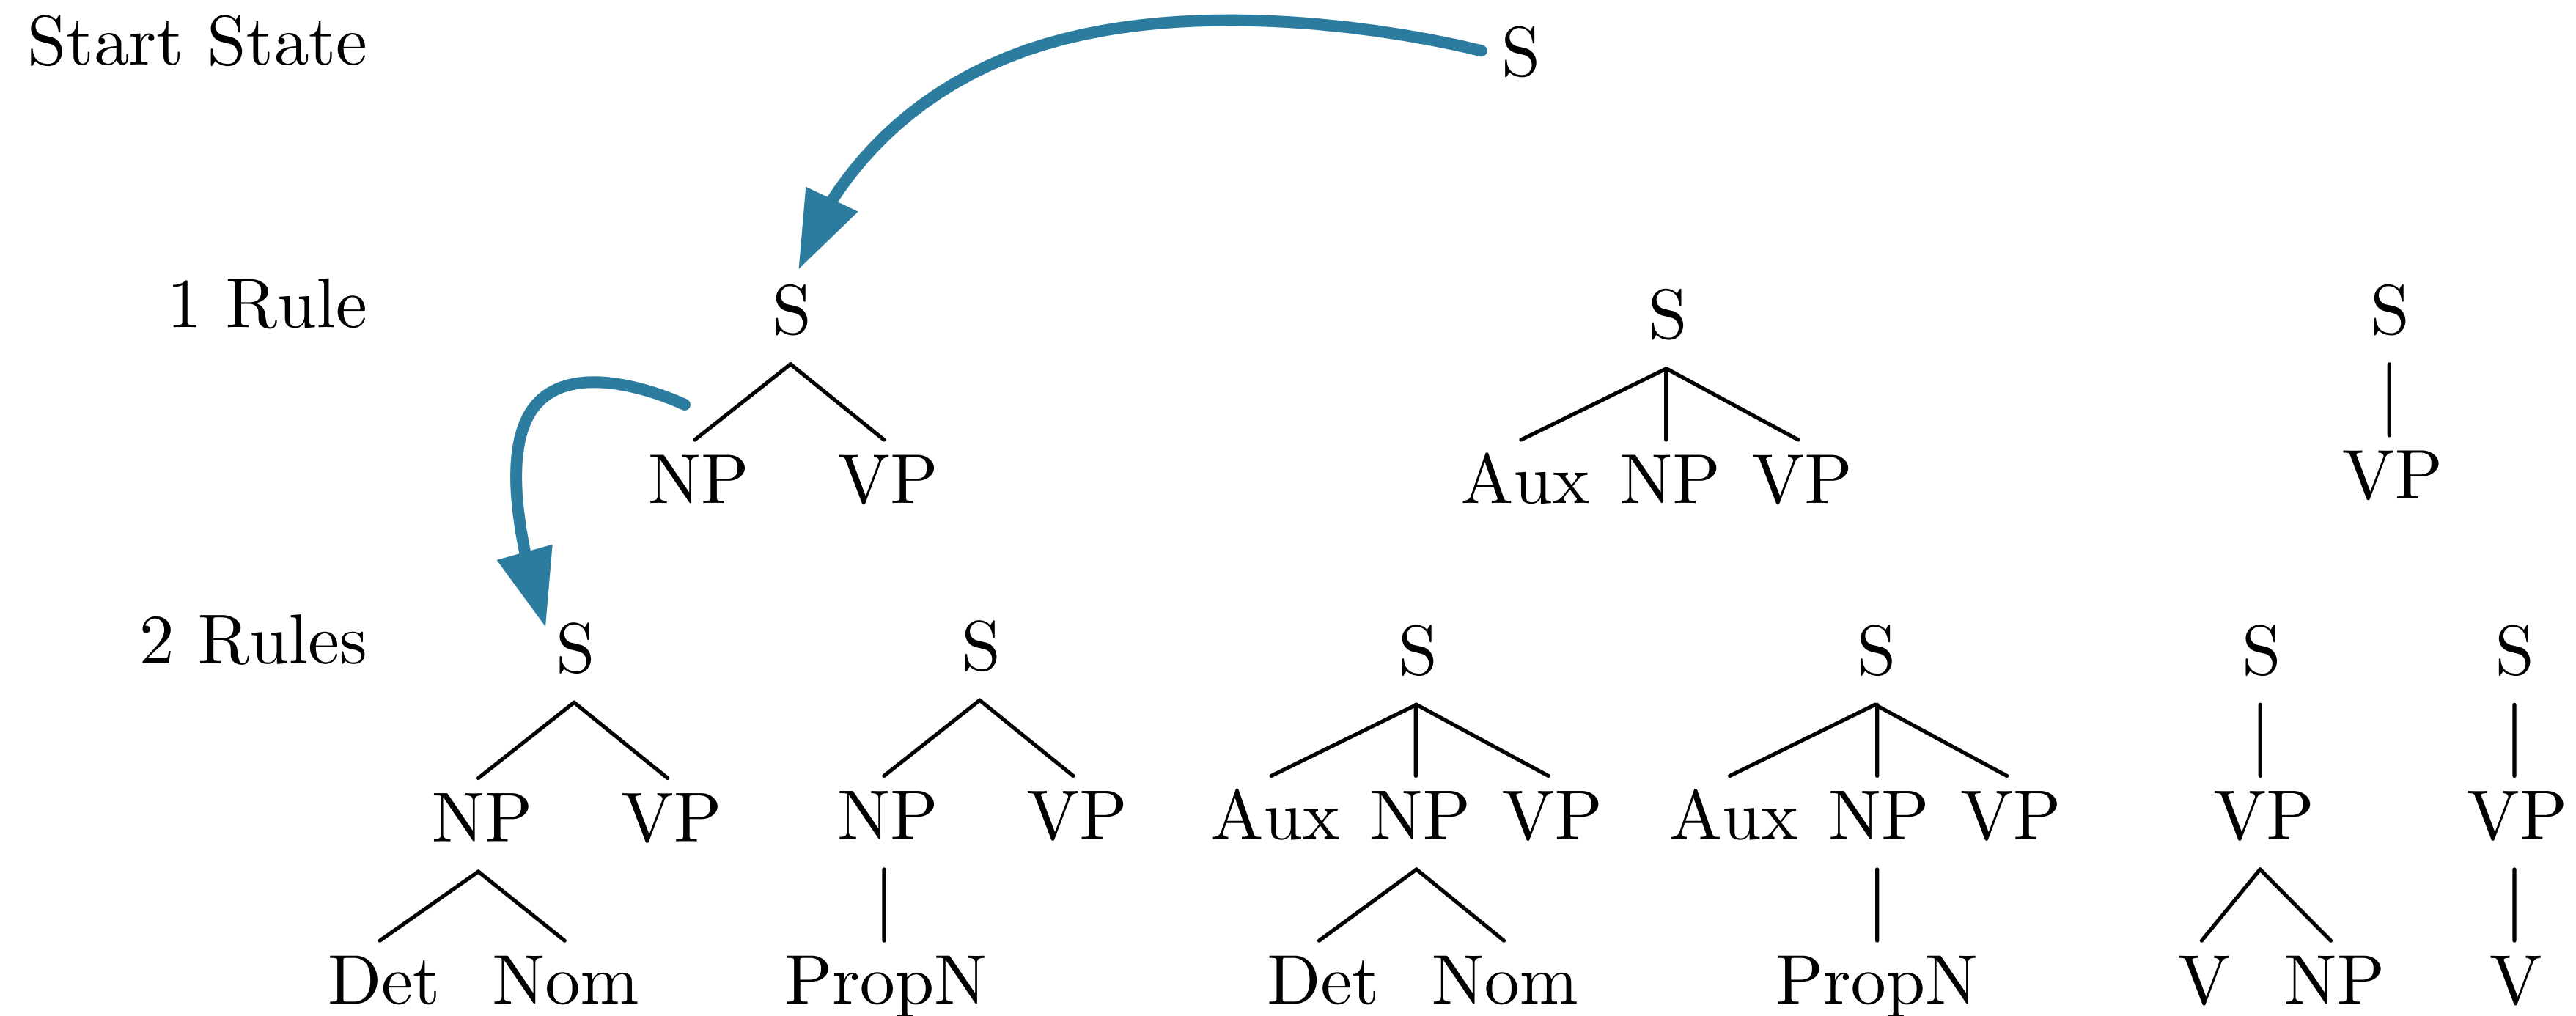 Start State S
1 Rule S S S
NP VP Aux NP VP VP
2 Rules S S S S S S
NP VP NP VP Aux NP VP Aux NP VP VP VP
Det Nom PropN Det Nom PropN V NP V